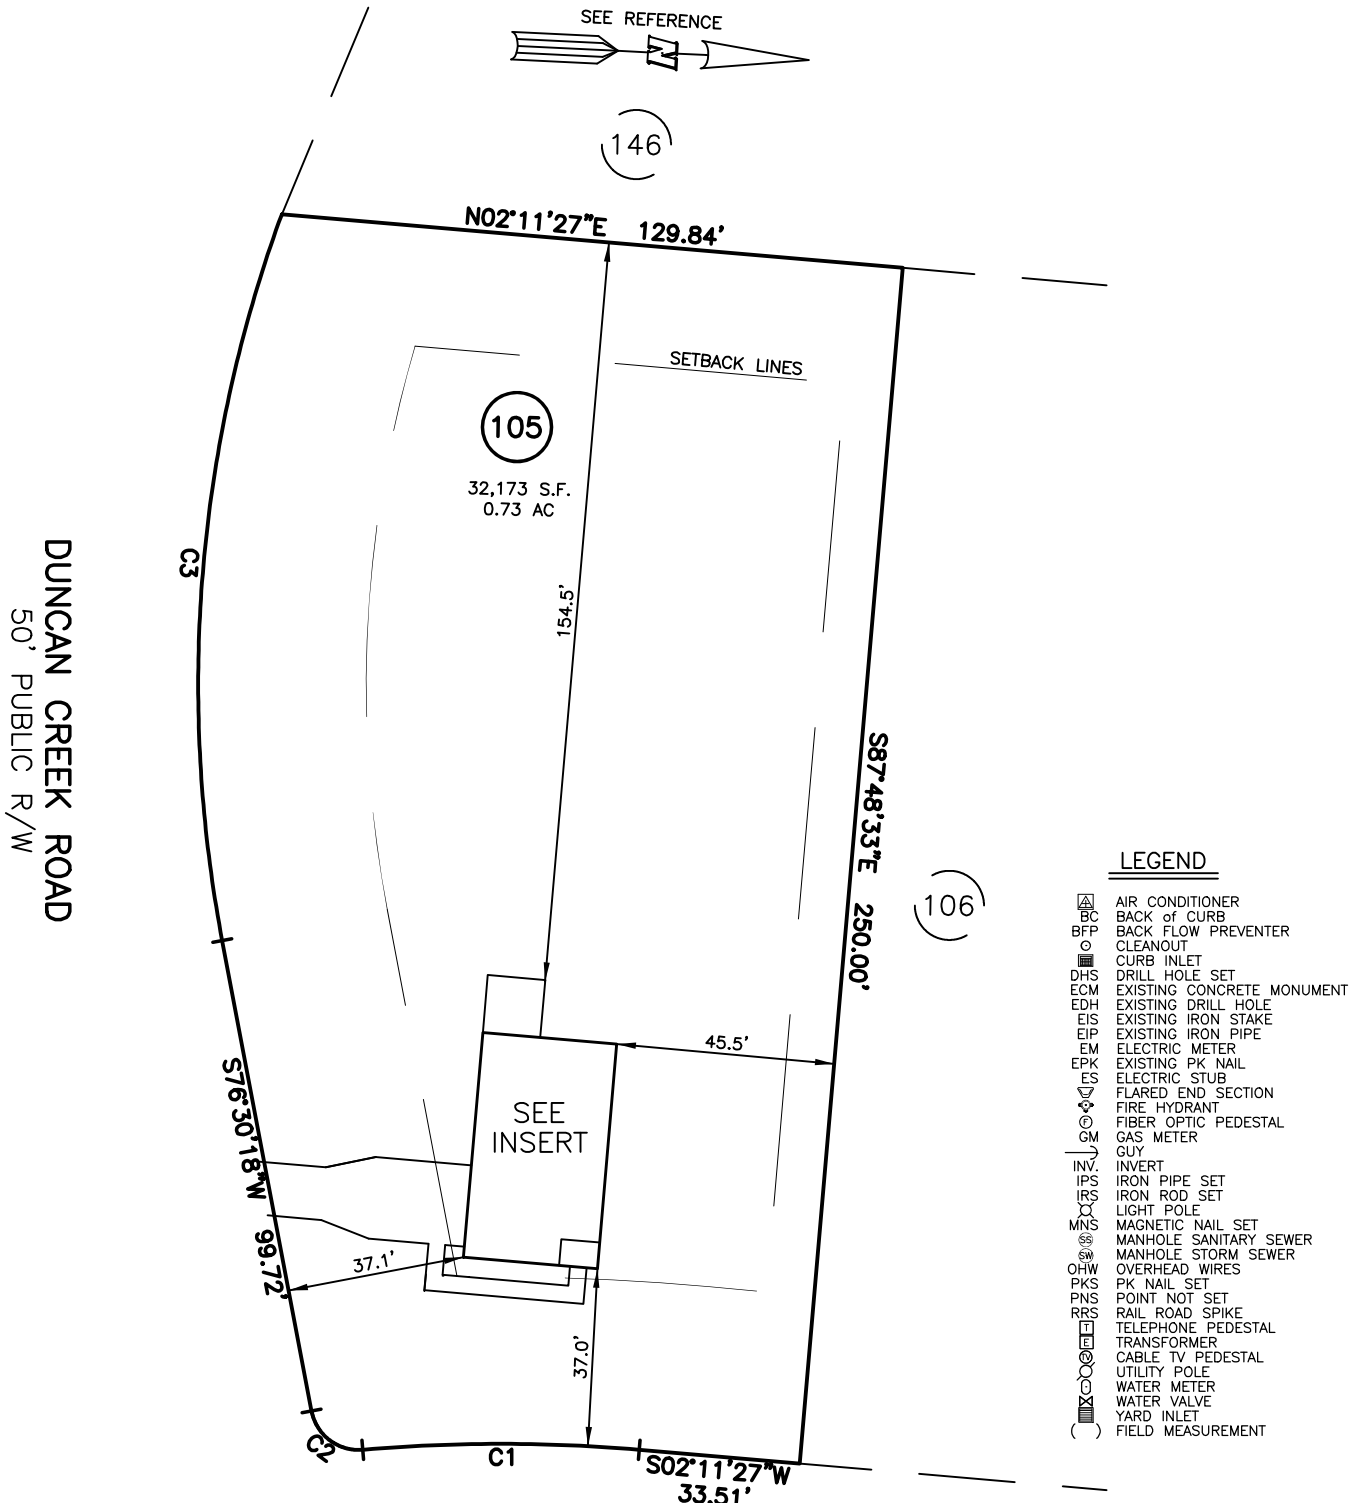 SEE REFERENCE
N
146
N02°11'27"E 129.84'
SETBACK LINES
105
32,173 S.F.
0.73 AC
C3
154.5'
DUNCAN CREEK ROAD
50' PUBLIC R/W
S87°48'33"E 250.00'
106
45.5'
SEE
INSERT
S76°30'18"W 99.72'
37.1'
37.0'
C2
C1
S02°11'27"W
33.51'
LEGEND
A AIR CONDITIONER
BC BACK of CURB
BFP BACK FLOW PREVENTER
CLEANOUT
CURB INLET
DHS DRILL HOLE SET
ECM EXISTING CONCRETE MONUMENT
EDH EXISTING DRILL HOLE
EIS EXISTING IRON STAKE
EIP EXISTING IRON PIPE
EM ELECTRIC METER
EPK EXISTING PK NAIL
ES ELECTRIC STUB
FLARED END SECTION
FIRE HYDRANT
F FIBER OPTIC PEDESTAL
GM GAS METER
GUY
INV. INVERT
IPS IRON PIPE SET
IRS IRON ROD SET
LIGHT POLE
MNS MAGNETIC NAIL SET
SS MANHOLE SANITARY SEWER
SW MANHOLE STORM SEWER
OHW OVERHEAD WIRES
PKS PK NAIL SET
PNS POINT NOT SET
RRS RAIL ROAD SPIKE
T TELEPHONE PEDESTAL
E TRANSFORMER
TV CABLE TV PEDESTAL
UTILITY POLE
WATER METER
WATER VALVE
YARD INLET
( ) FIELD MEASUREMENT